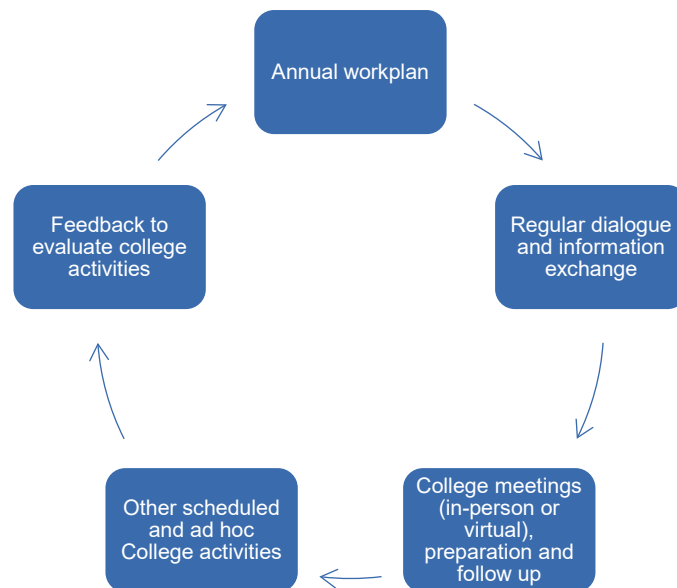 Annual workplan
Regular dialogue
and information
exchange
College meetings
(in-person or
virtual),
preparation and
follow up
Other scheduled
and ad hoc
College activities
Feedback to
evaluate college
activities